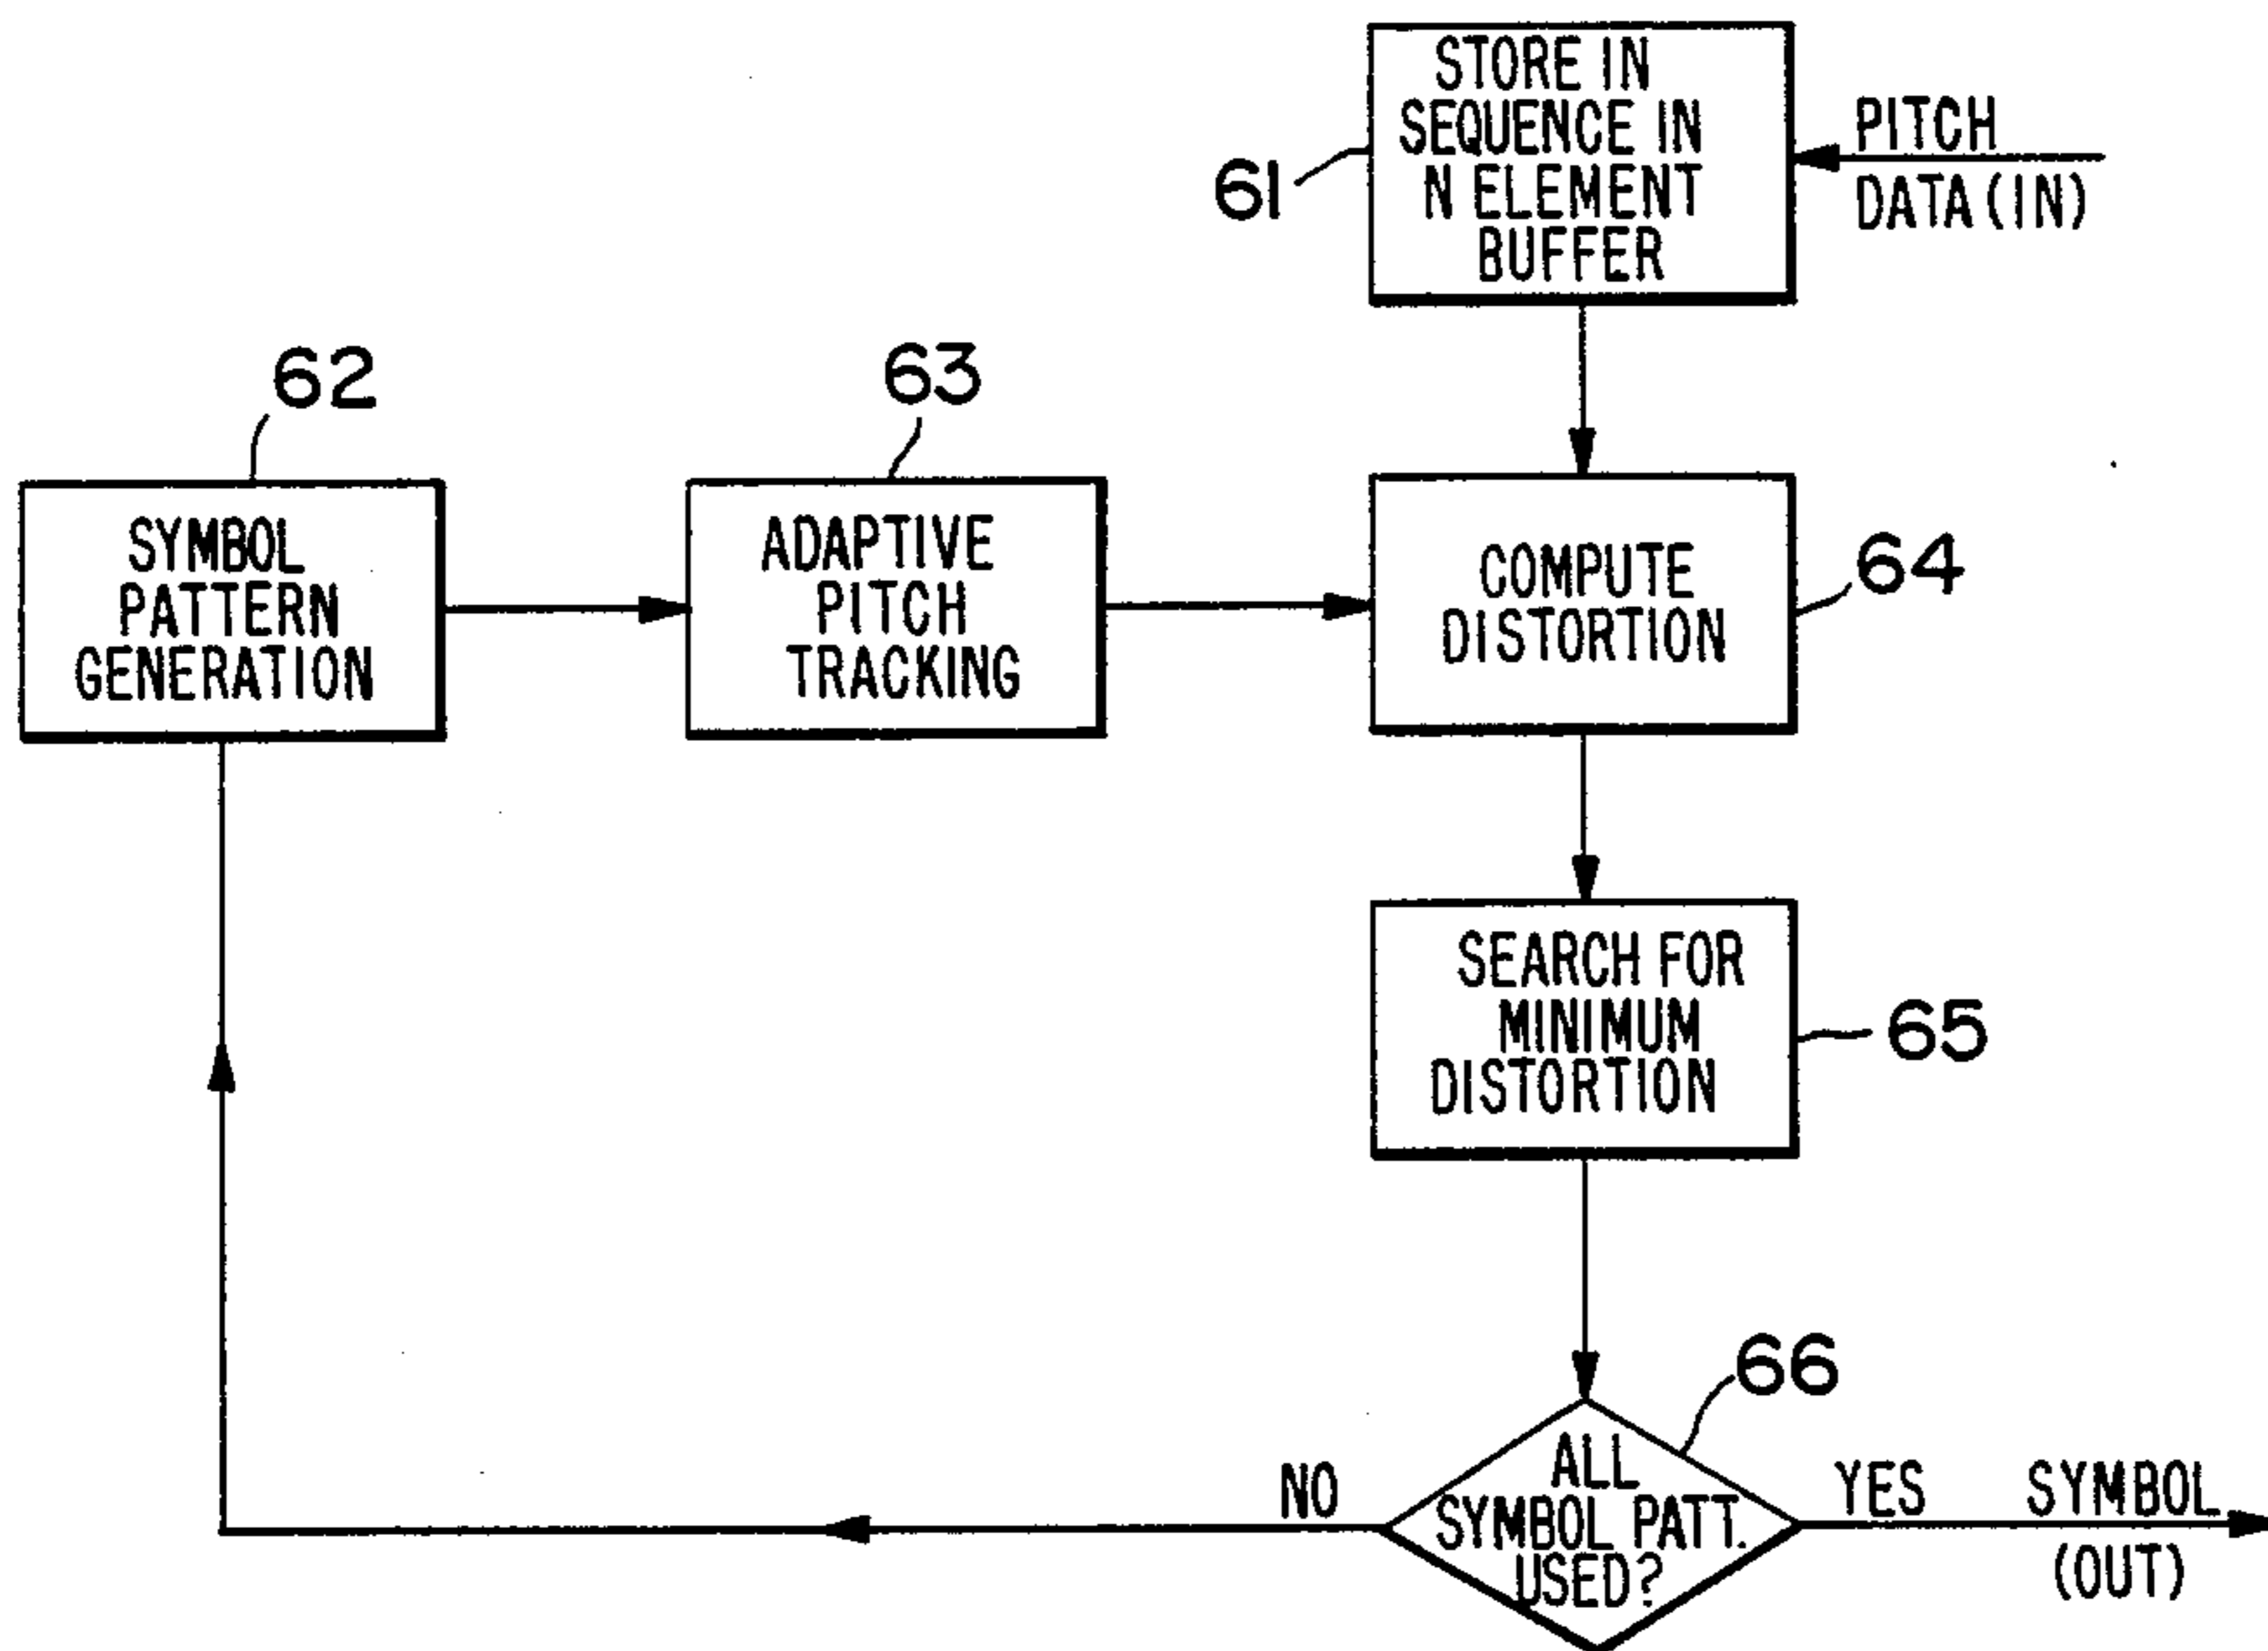 STORE IN
SEQUENCE IN
N ELEMENT
BUFFER
PITCH
DATA (IN)
61
62
63
SYMBOL
PATTERN
GENERATION
ADAPTIVE
PITCH
TRACKING
COMPUTE
DISTORTION
64
SEARCH FOR
MINIMUM
DISTORTION
65
66
NO
ALL
SYMBOL PATT.
USED?
YES
SYMBOL
(OUT)